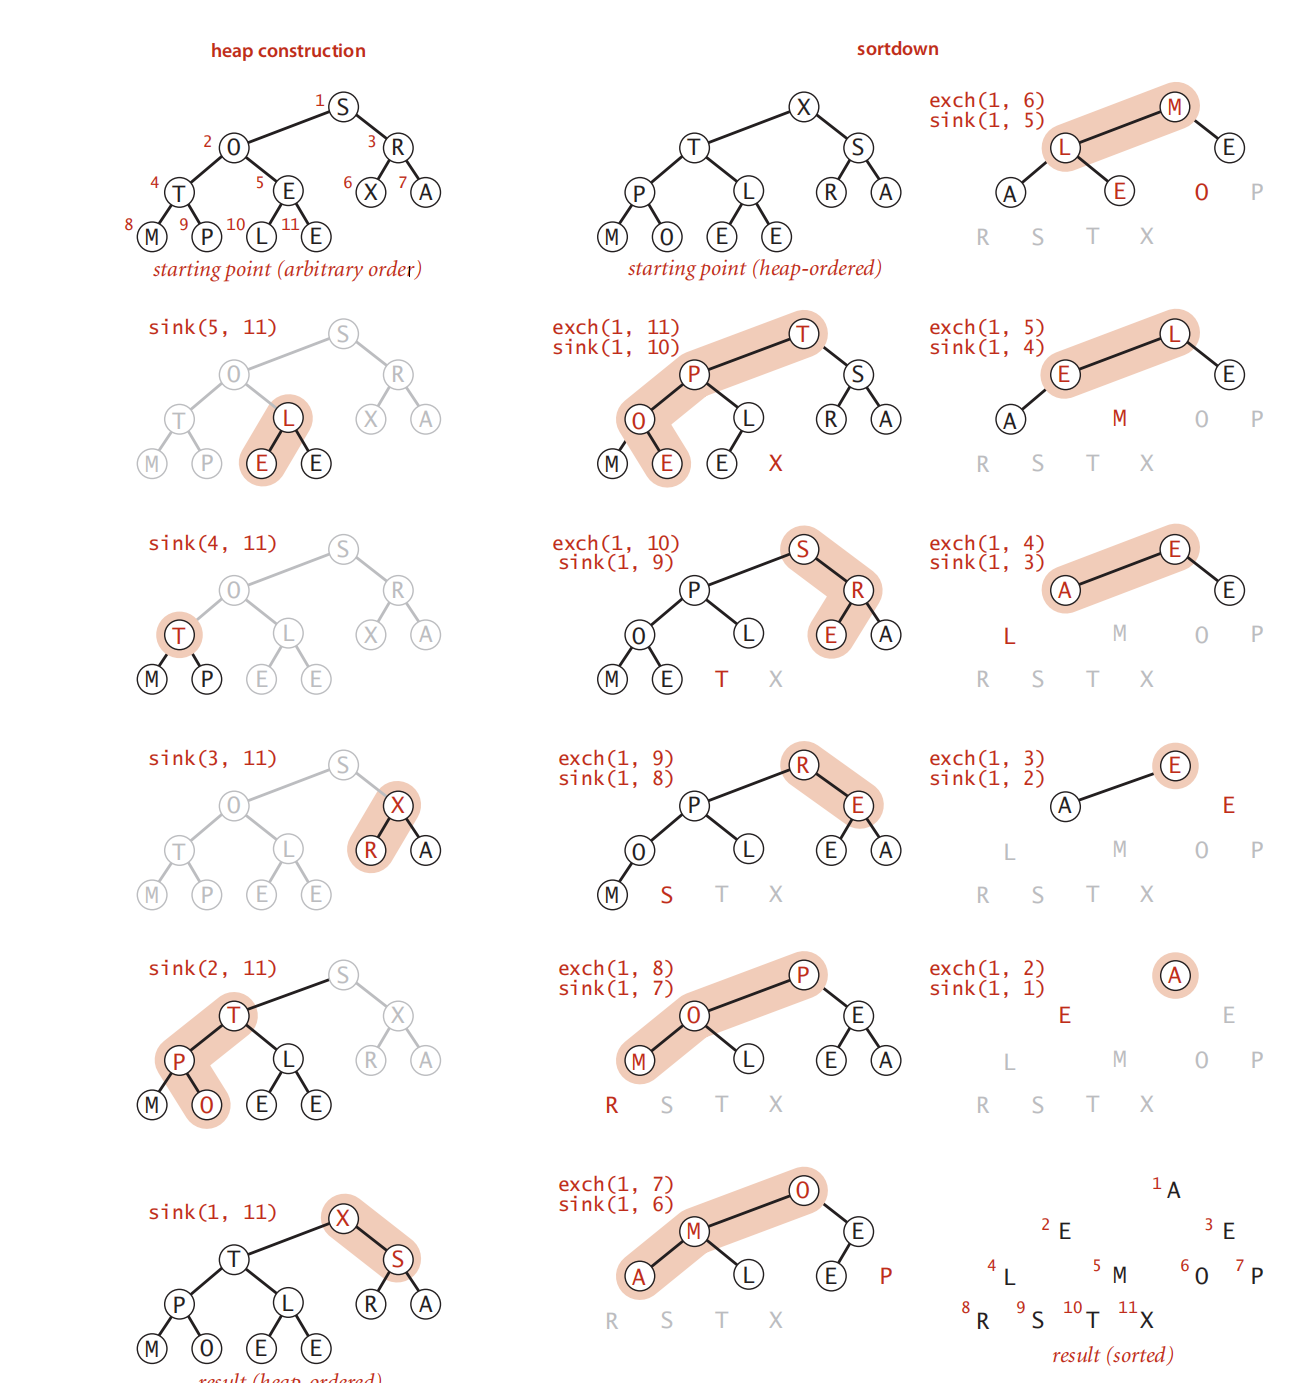 heap construction
1 S
2 O 3 R
4 T 5 E 6 X 7 A
8 M 9 P 10 L 11 E
starting point (arbitrary order)
sink(5, 11)
S
O R
T L X A
M P E E
sink(4, 11)
S
O R
T L X A
M P E E
sink(3, 11)
S
O X
T L R A
M P E E
sink(2, 11)
S
T X
P L R A
M O E E
sink(1, 11)
X
T S
P L R A
M O E E
result (heap-ordered)
sortdown
X
T S
P L R A
M O E E
starting point (heap-ordered)
exch(1, 11)
sink(1, 10)
T
P S
O L R A
M E E X
exch(1, 10)
sink(1, 9)
S
P R
O L E A
M E T X
exch(1, 9)
sink(1, 8)
R
P E
O L E A
M S T X
exch(1, 8)
sink(1, 7)
P
O E
M L E A
R S T X
exch(1, 7)
sink(1, 6)
O
M E
A L E P
R S T X
exch(1, 6)
sink(1, 5)
M
L E
A E O P
R S T X
exch(1, 5)
sink(1, 4)
L
E E
A M O P
R S T X
exch(1, 4)
sink(1, 3)
E
A E
L M O P
R S T X
exch(1, 3)
sink(1, 2)
E
A E
L M O P
R S T X
exch(1, 2)
sink(1, 1)
A
E E
L M O P
R S T X
1 A
2 E 3 E
4 L 5 M 6 O 7 P
8 R 9 S 10 T 11 X
result (sorted)